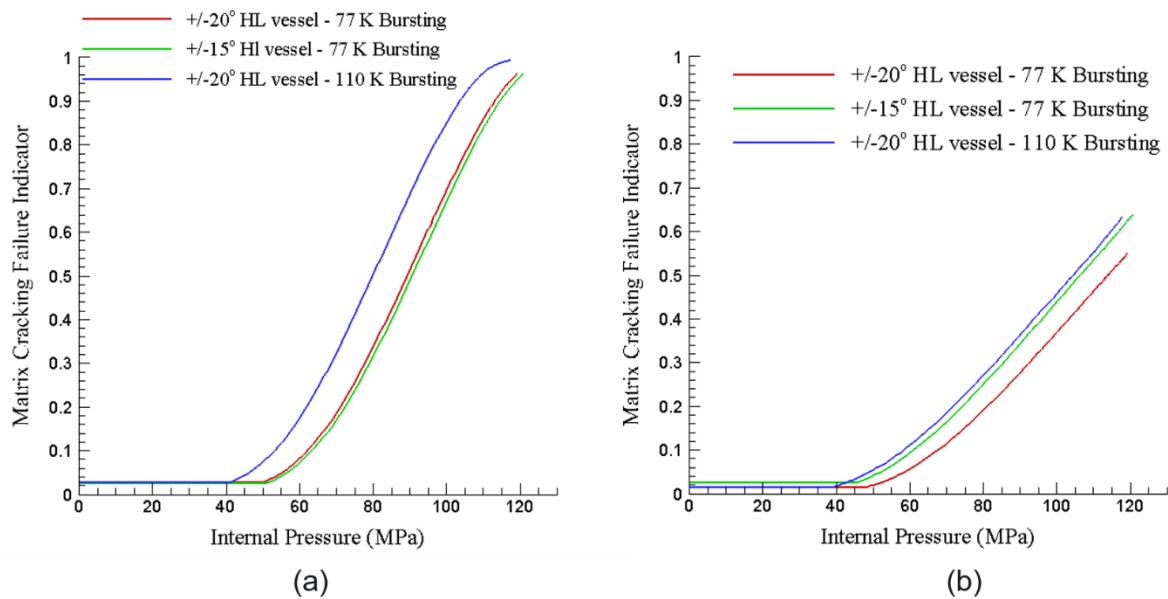 +/-20° HL vessel - 77 K Bursting
+/-15° Hl vessel - 77 K Bursting
+/-20° HL vessel - 110 K Bursting
1
0.9
0.8
0.7
0.6
0.5
0.4
0.3
0.2
0.1
0
Matrix Cracking Failure Indicator
0 20 40 60 80 100 120
Internal Pressure (MPa)
(a)
+/-20° HL vessel - 77 K Bursting
+/-15° HL vessel - 77 K Bursting
+/-20° HL vessel - 110 K Bursting
1
0.9
0.8
0.7
0.6
0.5
0.4
0.3
0.2
0.1
0
Matrix Cracking Failure Indicator
0 20 40 60 80 100 120
Internal Pressure (MPa)
(b)